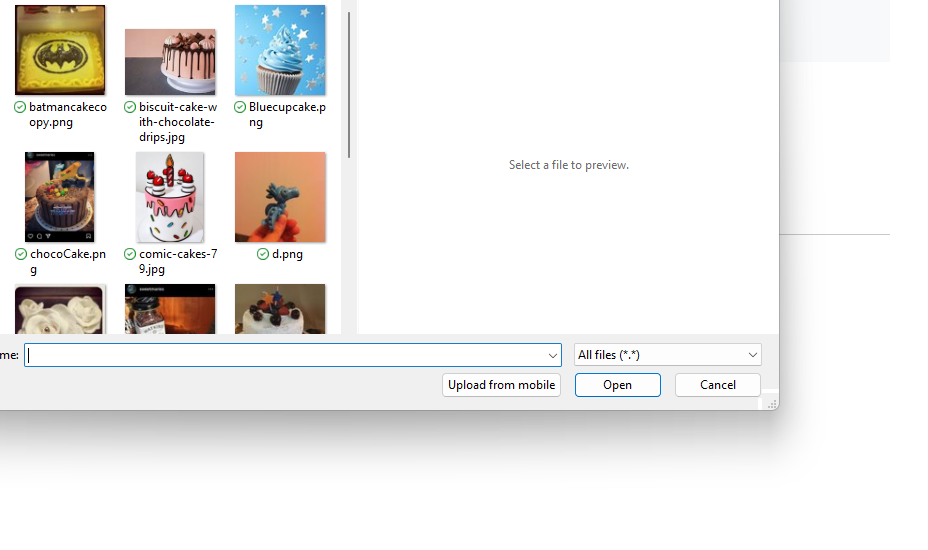 batmancakeco
opy.png
biscuit-cake-w
ith-chocolate-
drips.jpg
Bluecupcake.p
ng
chocoCake.pn
g
comic-cakes-7
9.jpg
d.png
Select a file to preview.
me:
All files (*.*)
Upload from mobile
Open
Cancel